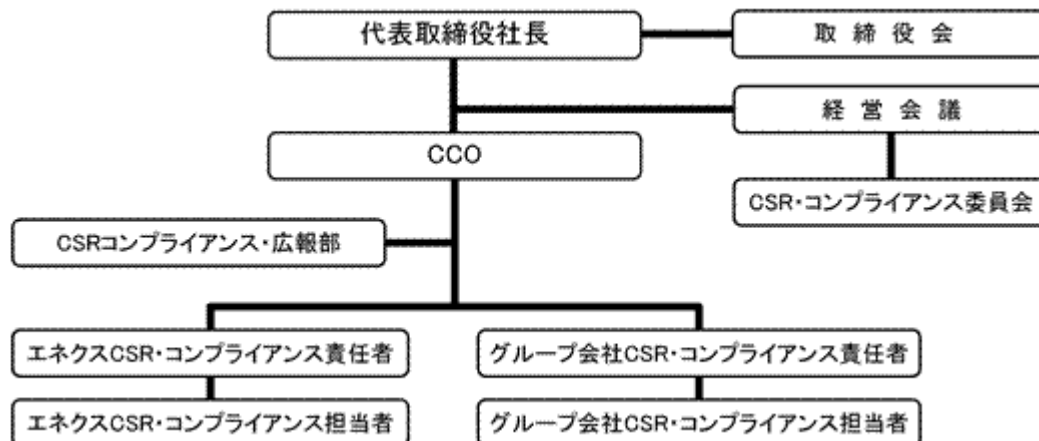 代表取締役社長
取締役会
経営会議
CCO
CSR・コンプライアンス委員会
CSRコンプライアンス・広報部
エネクスCSR・コンプライアンス責任者
グループ会社CSR・コンプライアンス責任者
エネクスCSR・コンプライアンス担当者
グループ会社CSR・コンプライアンス担当者